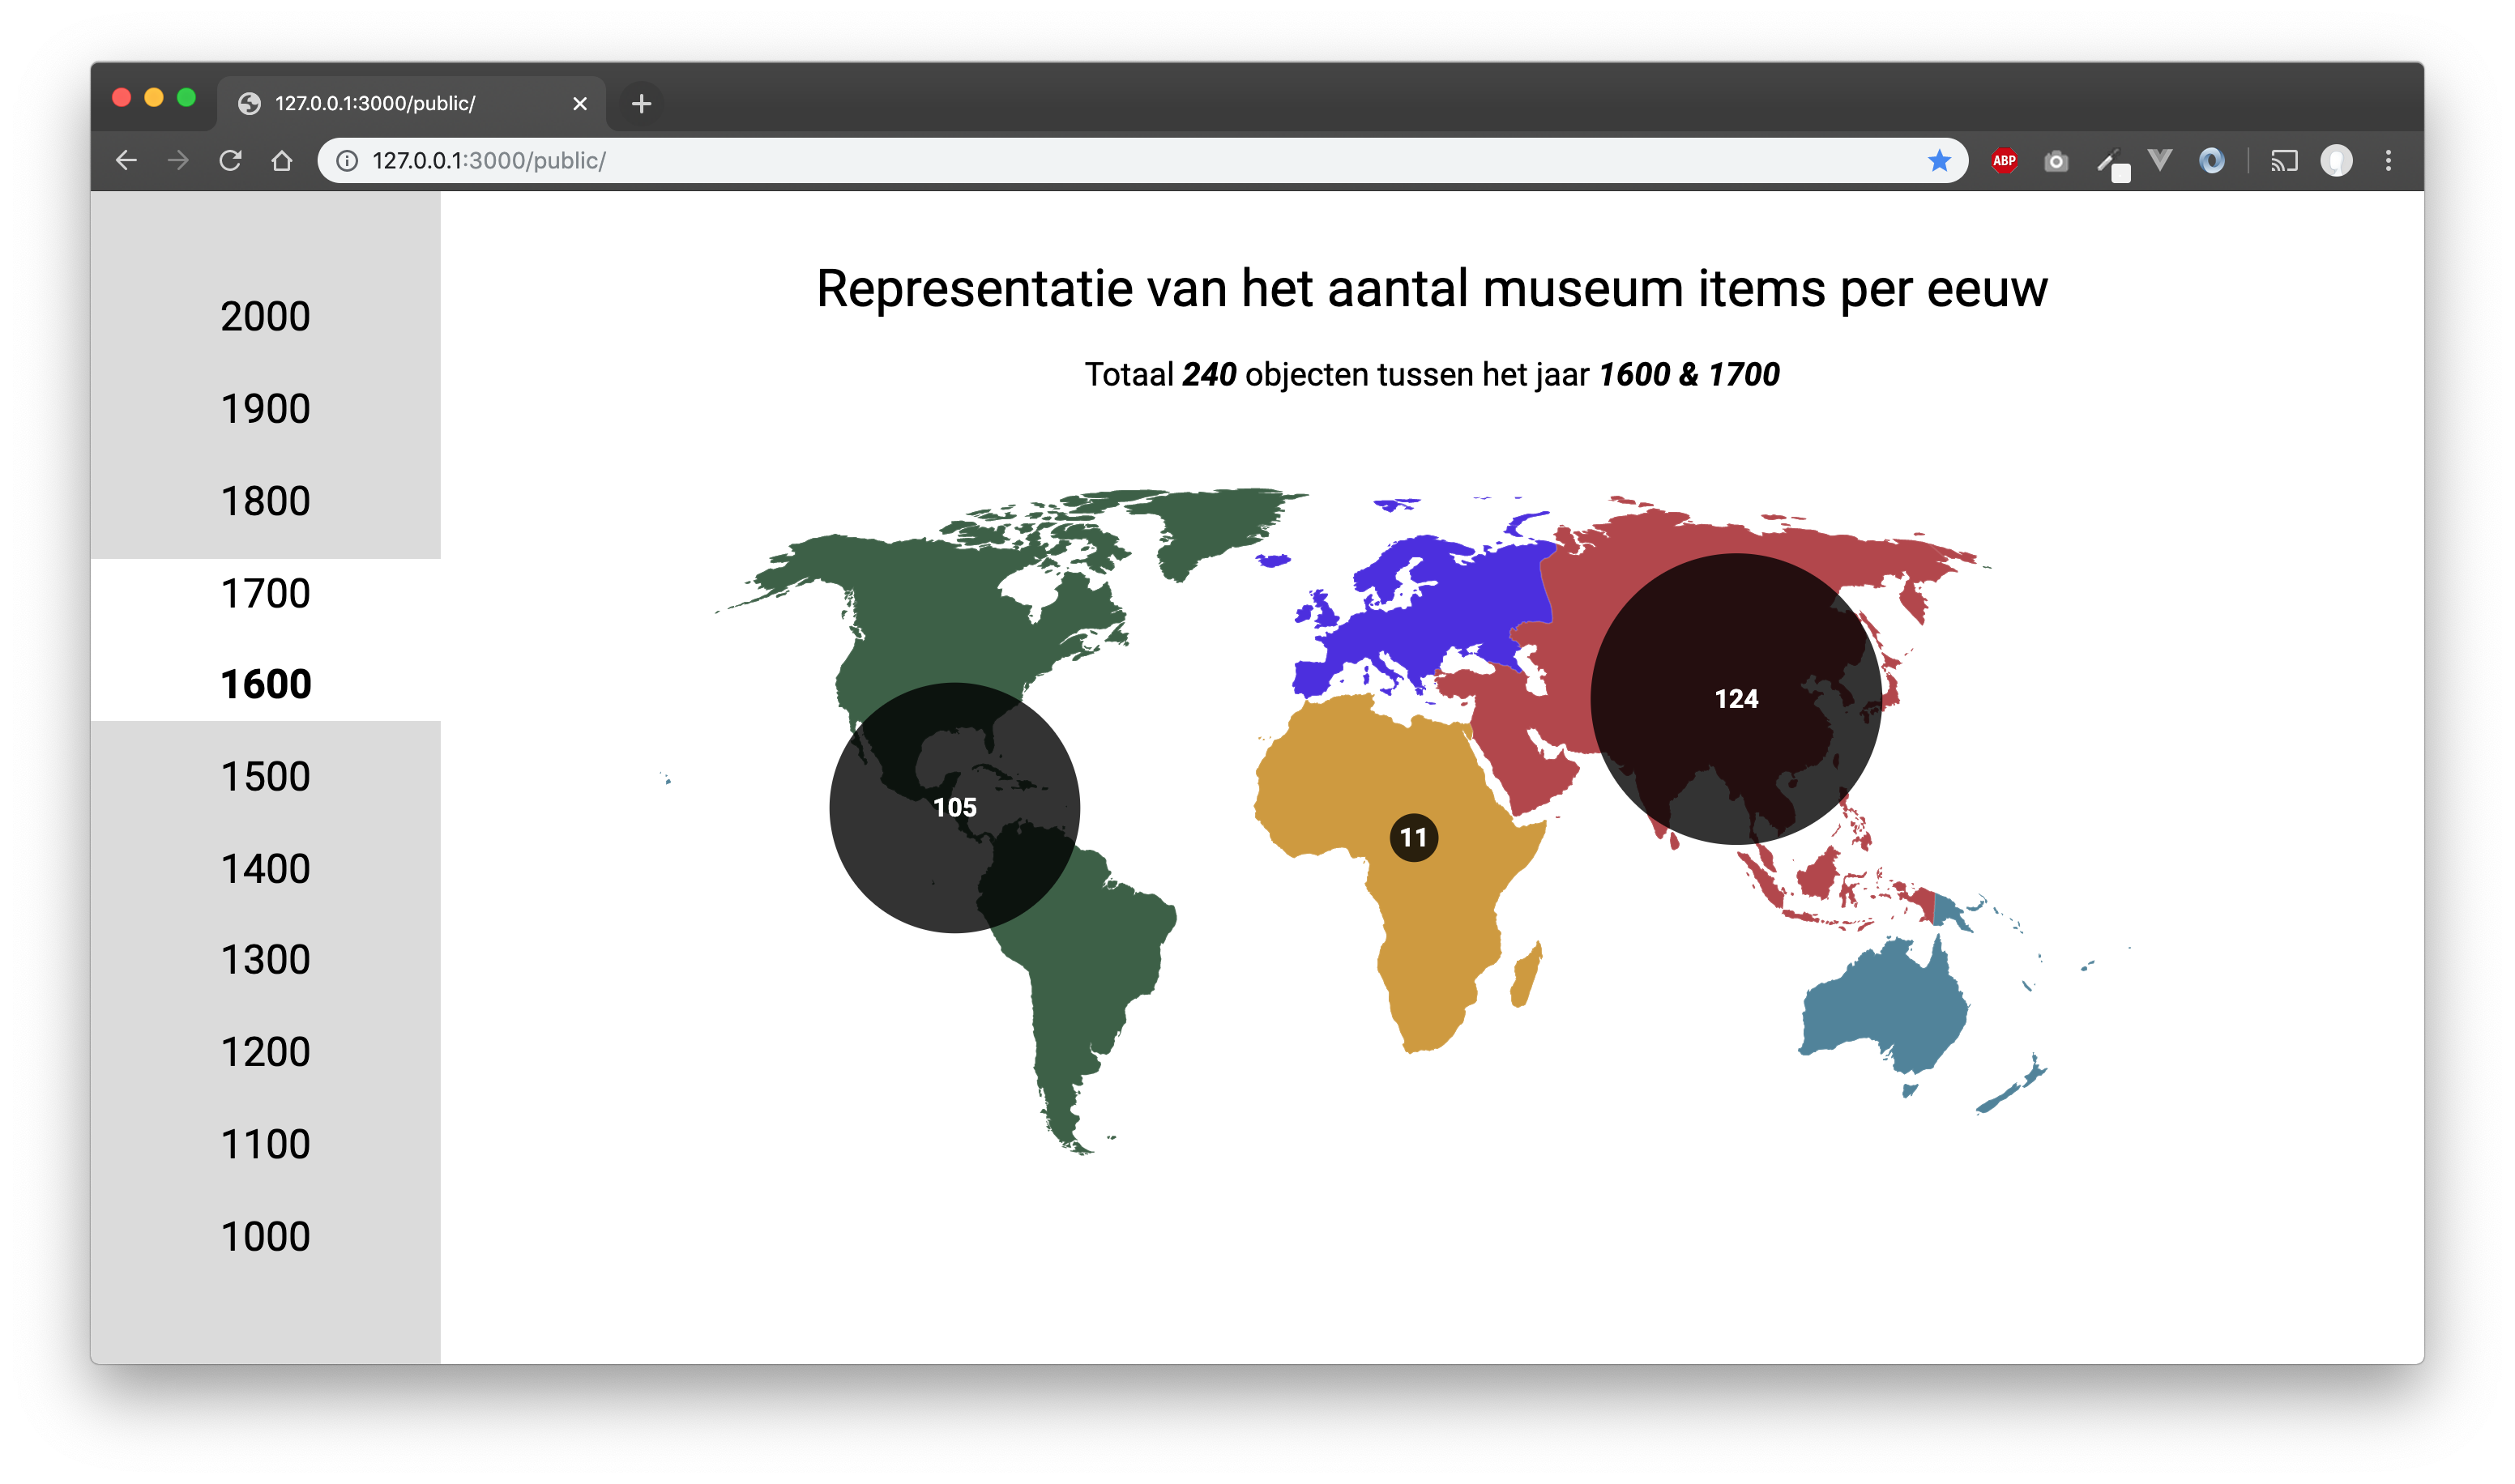 127.0.0.1:3000/public/
127.0.0.1:3000/public/
ABP
Representatie van het aantal museum items per eeuw
Totaal 240 objecten tussen het jaar 1600 & 1700
2000
1900
1800
1700
1600
1500
1400
1300
1200
1100
1000
105
11
124